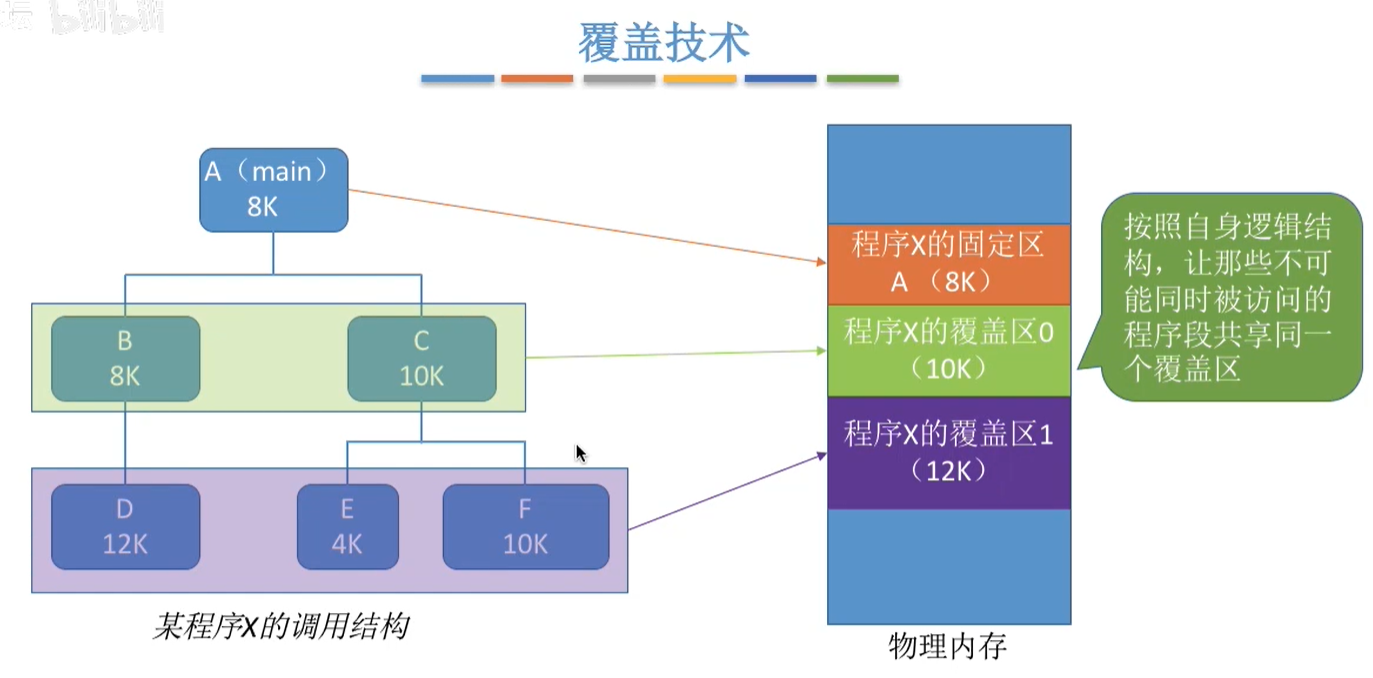 坛 bilibili
覆盖技术
A（main）
8K
B
8K
C
10K
D
12K
E
4K
F
10K
某程序X的调用结构
程序X的固定区
A （8K）
程序X的覆盖区0
（10K）
程序X的覆盖区1
（12K）
物理内存
按照自身逻辑结
构，让那些不可
能同时被访问的
程序段共享同一
个覆盖区